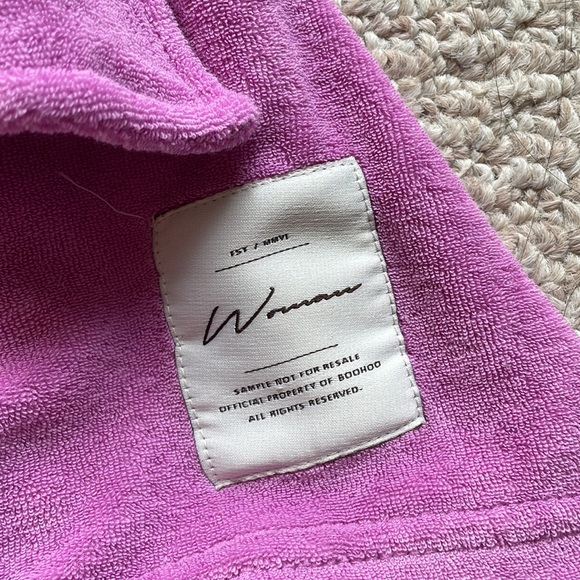 EST / MMVI
Woman
SAMPLE NOT FOR RESALE
OFFICIAL PROPERTY OF BOOHOO
ALL RIGHTS RESERVED.